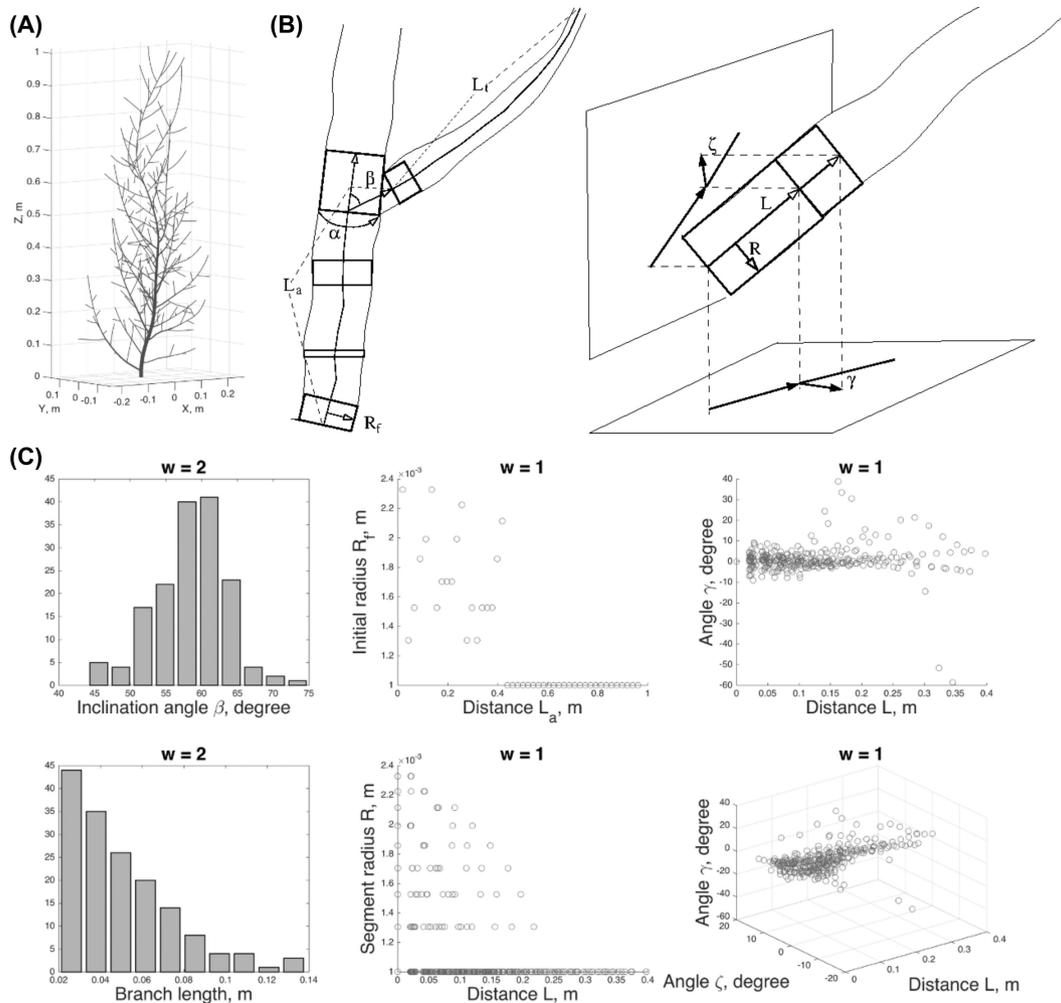 (A)
1
0.9
0.8
0.7
0.6
0.5
0.4
0.3
0.2
0.1
0
Z, m
0.1
0
-0.1
Y, m
-0.2
-0.1
0
0.1
0.2
X, m
(B)
Lt
β
α
La
Rf
ζ
L
R
γ
(C)
w = 2
45
40
35
30
25
20
15
10
5
0
40 45 50 55 60 65 70 75
Inclination angle β, degree
w = 1
×10⁻³
2.4
2.2
2
1.8
1.6
1.4
1.2
1
Initial radius Rf, m
0 0.2 0.4 0.6 0.8 1
Distance La, m
w = 1
40
30
20
10
0
-10
-20
-30
-40
-50
-60
Angle γ, degree
0 0.05 0.1 0.15 0.2 0.25 0.3 0.35 0.4
Distance L, m
w = 2
45
40
35
30
25
20
15
10
5
0
0.02 0.04 0.06 0.08 0.1 0.12 0.14
Branch length, m
w = 1
×10⁻³
2.4
2.2
2
1.8
1.6
1.4
1.2
1
Segment radius R, m
0 0.05 0.1 0.15 0.2 0.25 0.3 0.35 0.4
Distance L, m
w = 1
40
20
0
-20
-40
-60
Angle γ, degree
20
10
0
-10
-20
Angle ζ, degree
0
0.1
0.2
0.3
0.4
Distance L, m